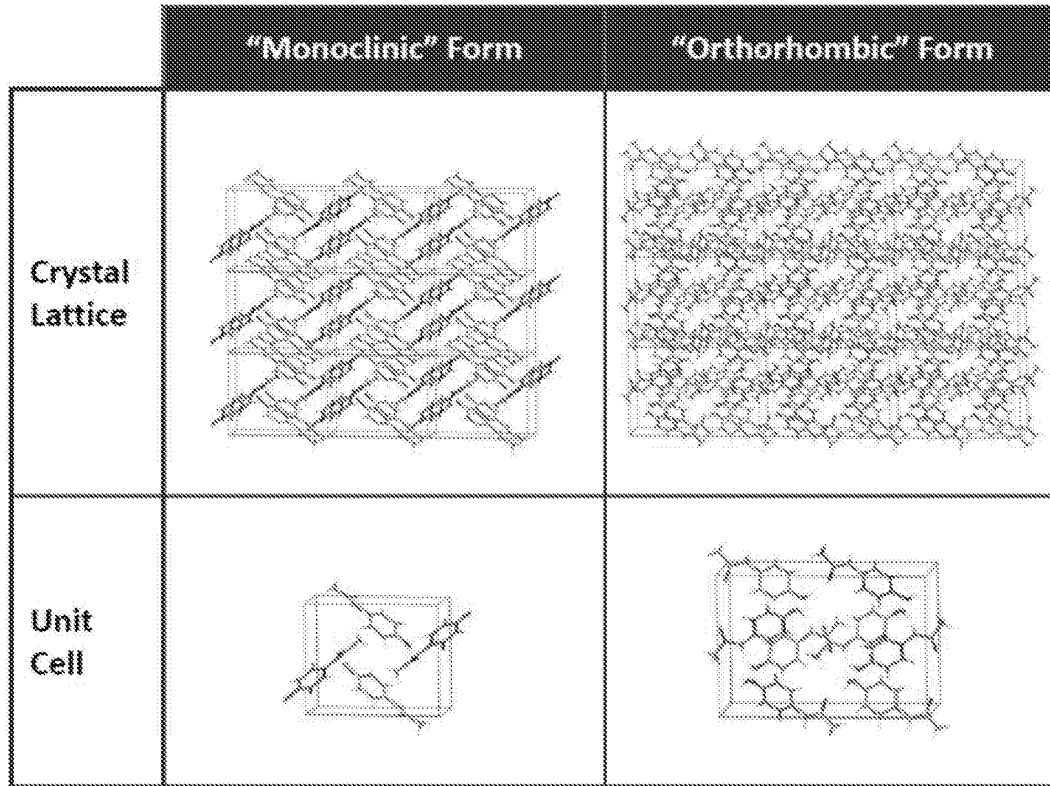 "Monoclinic" Form
"Orthorhombic" Form
Crystal
Lattice
Unit
Cell